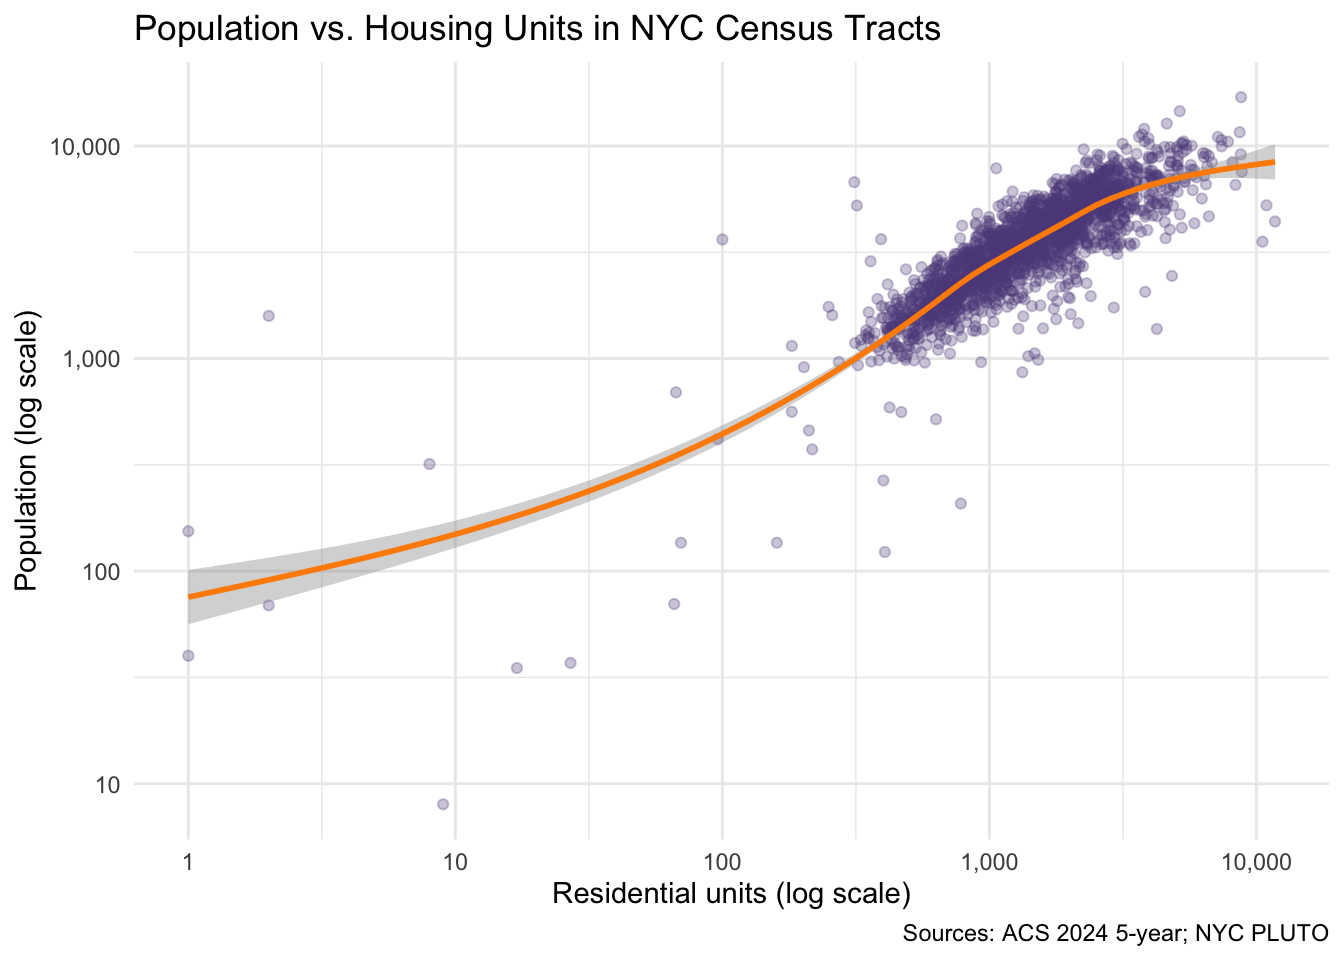 Population vs. Housing Units in NYC Census Tracts
Population (log scale)
10,000
1,000
100
10
1
10
100
1,000
10,000
Residential units (log scale)
Sources: ACS 2024 5-year; NYC PLUTO